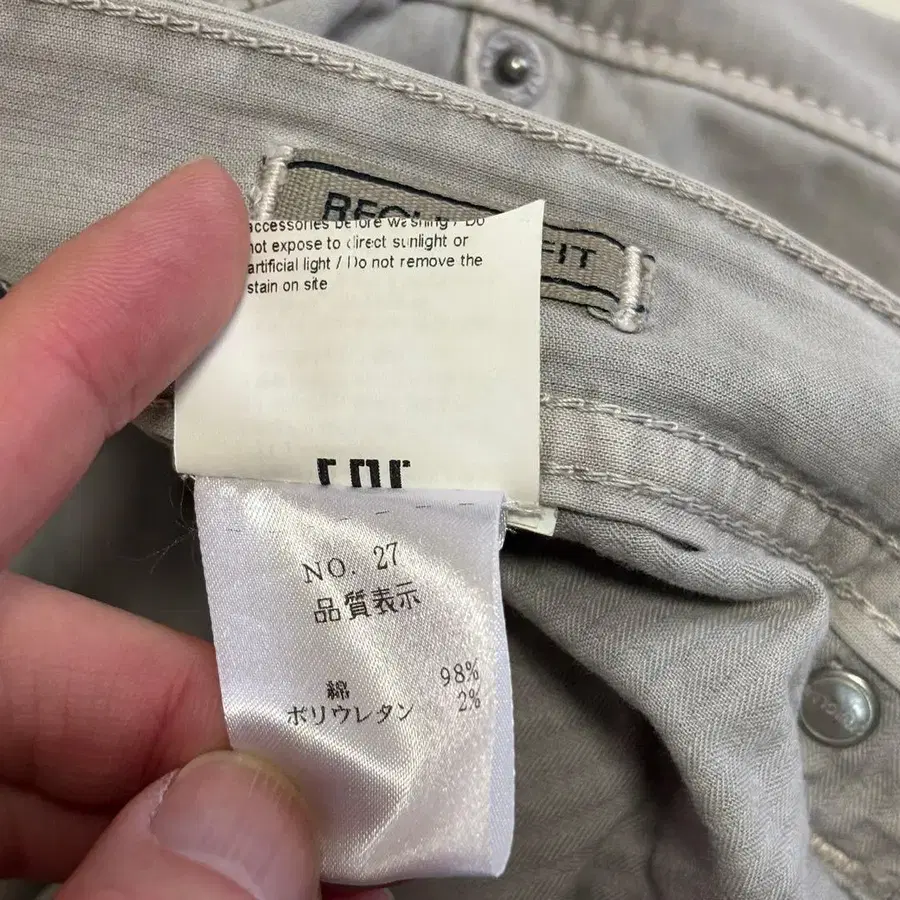 FIT
accessories before washing / Do
not expose to direct sunlight or
artificial light / Do not remove the
stain on site
NO. 27
品質表示
綿 98%
ポリウレタン 2%